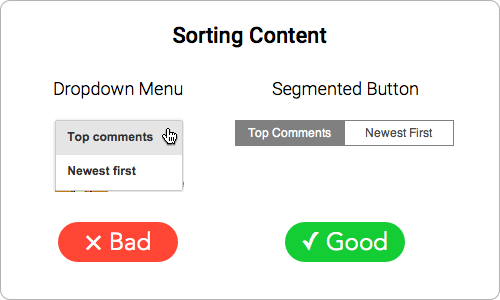 Sorting Content
Dropdown Menu
Segmented Button
Top comments
Newest first
Top Comments
Newest First
✕ Bad
✓ Good